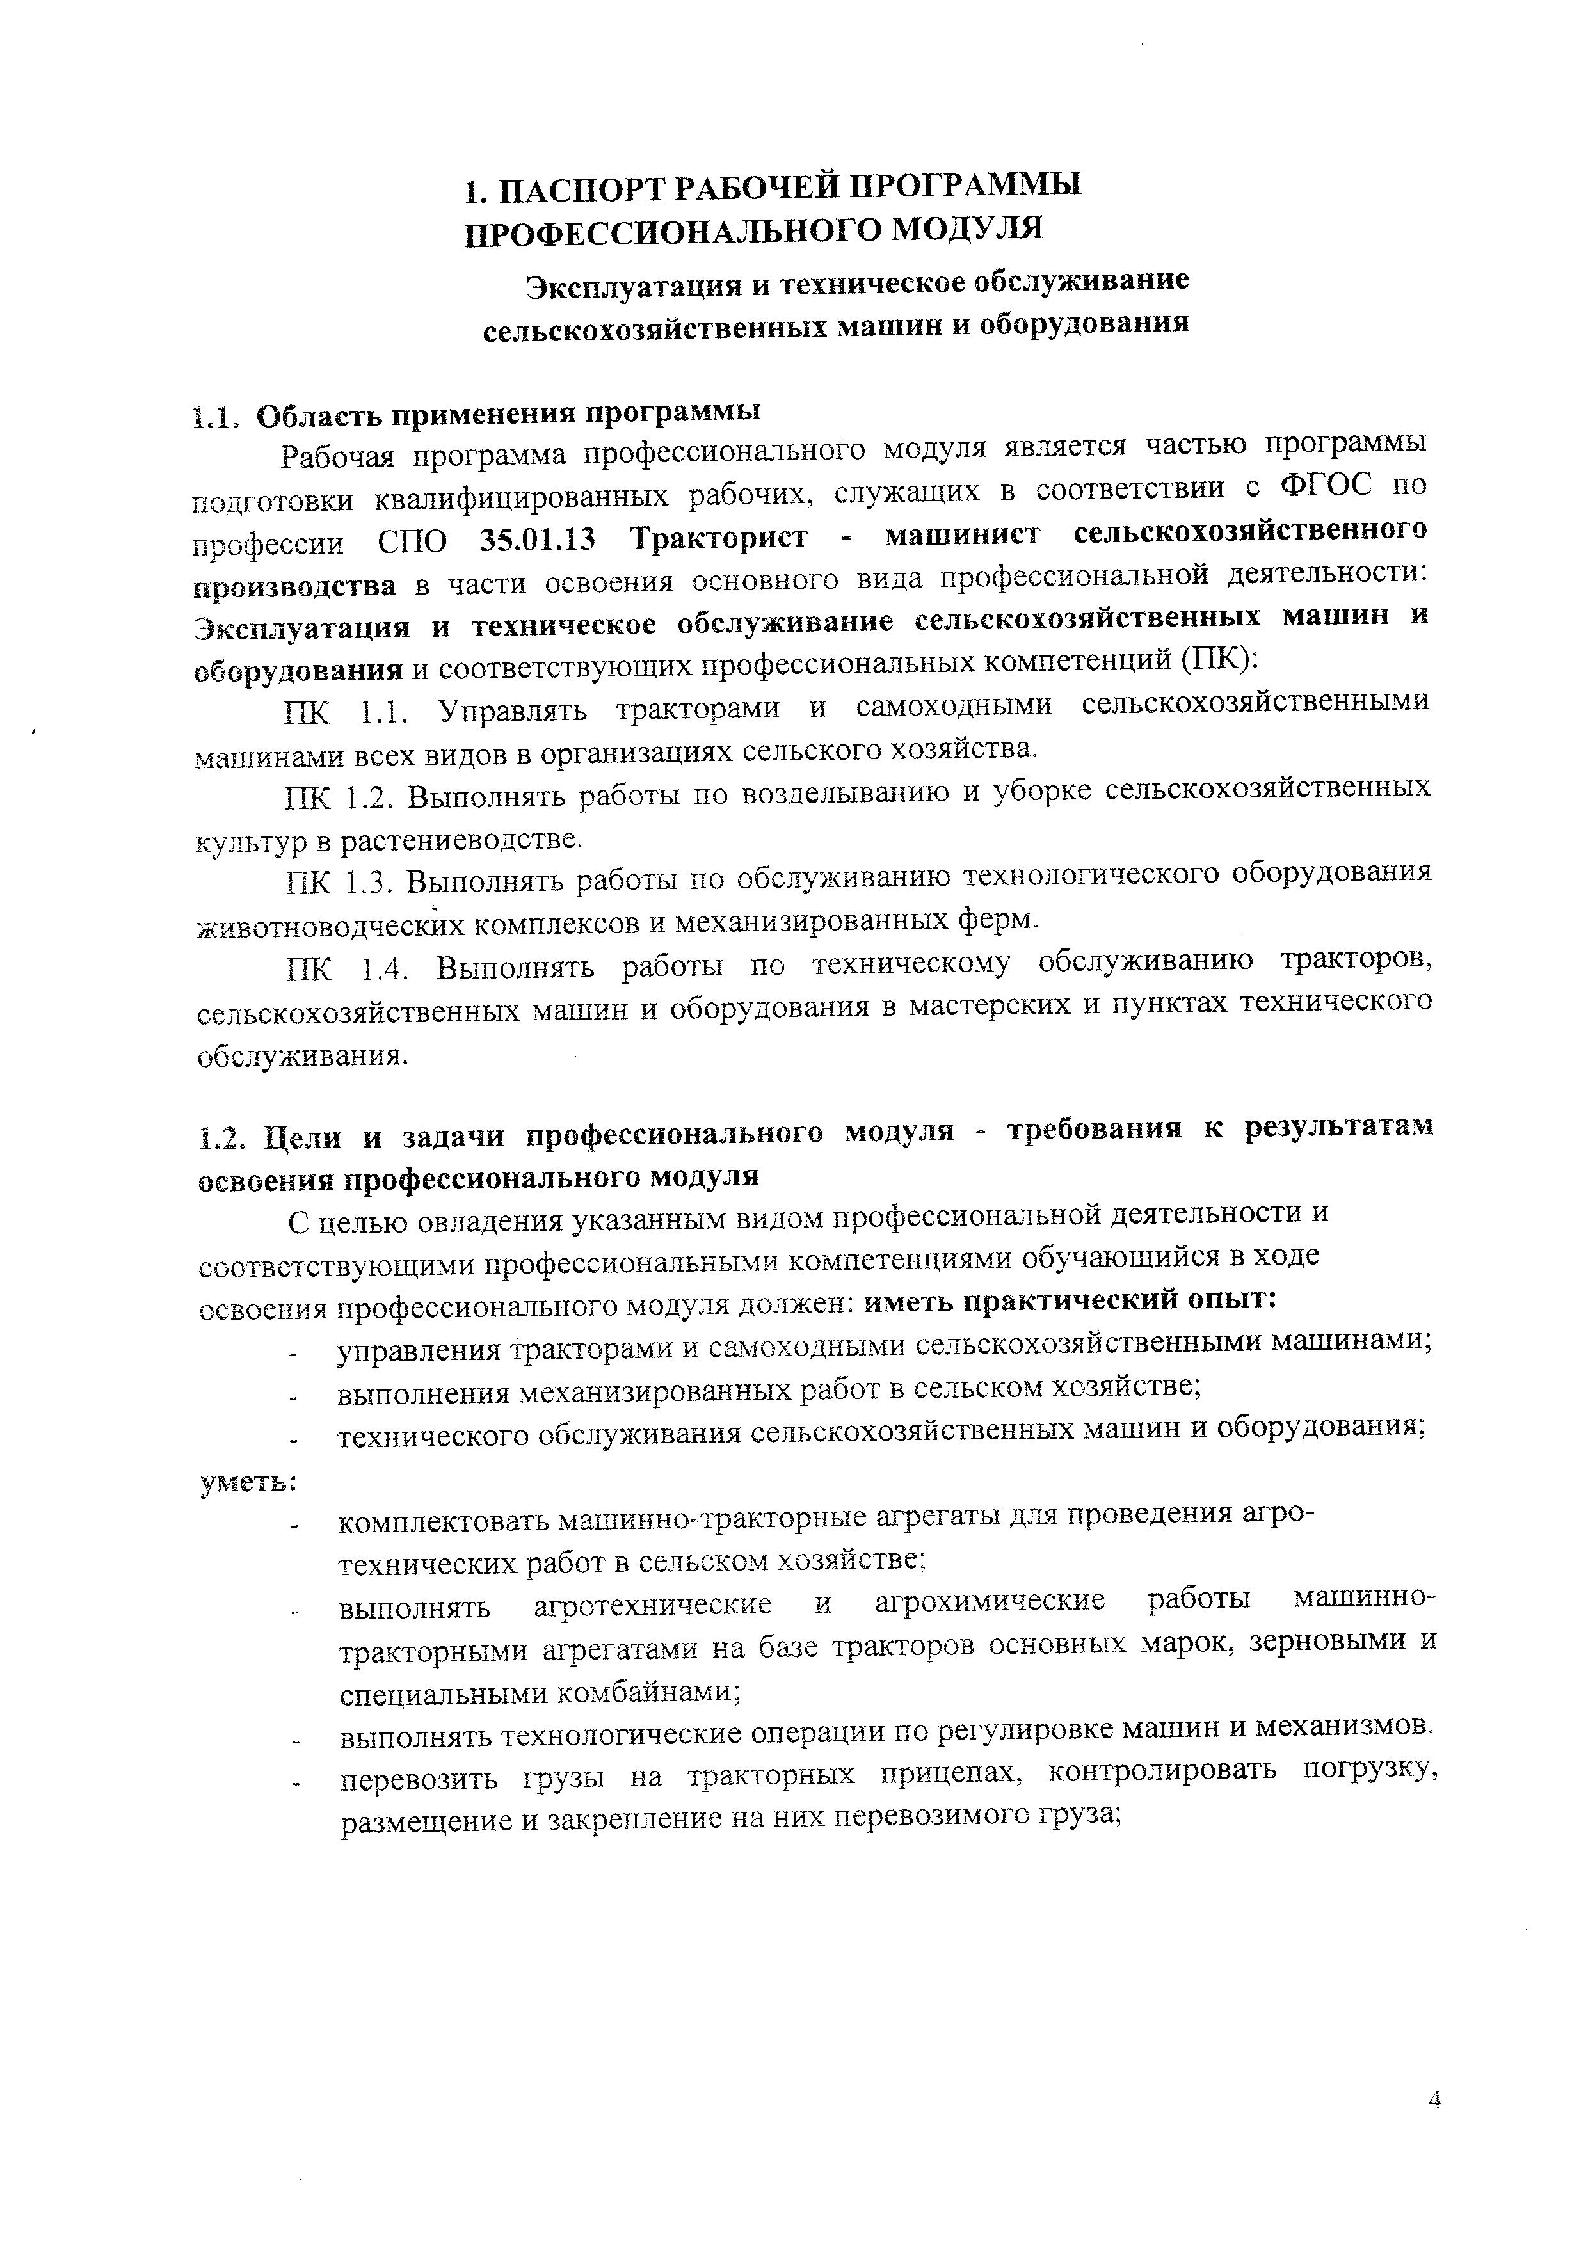 1. ПАСПОРТ РАБОЧЕЙ ПРОГРАММЫ
ПРОФЕССИОНАЛЬНОГО МОДУЛЯ
Эксплуатация и техническое обслуживание
сельскохозяйственных машин и оборудования
1.1. Область применения программы
Рабочая программа профессионального модуля является частью программы
подготовки квалифицированных рабочих, служащих в соответствии с ФГОС по
профессии СПО 35.01.13 Тракторист - машинист сельскохозяйственного
производства в части освоения основного вида профессиональной деятельности:
Эксплуатация и техническое обслуживание сельскохозяйственных машин и
оборудования и соответствующих профессиональных компетенций (ПК):
ПК 1.1. Управлять тракторами и самоходными сельскохозяйственными
машинами всех видов в организациях сельского хозяйства.
ПК 1.2. Выполнять работы по возделыванию и уборке сельскохозяйственных
культур в растениеводстве.
ПК 1.3. Выполнять работы по обслуживанию технологического оборудования
животноводческих комплексов и механизированных ферм.
ПК 1.4. Выполнять работы по техническому обслуживанию тракторов,
сельскохозяйственных машин и оборудования в мастерских и пунктах технического
обслуживания.
1.2. Цели и задачи профессионального модуля - требования к результатам
освоения профессионального модуля
С целью овладения указанным видом профессиональной деятельности и
соответствующими профессиональными компетенциями обучающийся в ходе
освоения профессионального модуля должен: иметь практический опыт:
- управления тракторами и самоходными сельскохозяйственными машинами;
- выполнения механизированных работ в сельском хозяйстве;
- технического обслуживания сельскохозяйственных машин и оборудования;
уметь:
- комплектовать машинно-тракторные агрегаты для проведения агро-
технических работ в сельском хозяйстве;
- выполнять агротехнические и агрохимические работы машинно-
тракторными агрегатами на базе тракторов основных марок, зерновыми и
специальными комбайнами;
- выполнять технологические операции по регулировке машин и механизмов.
- перевозить грузы на тракторных прицепах, контролировать погрузку,
размещение и закрепление на них перевозимого груза;
4